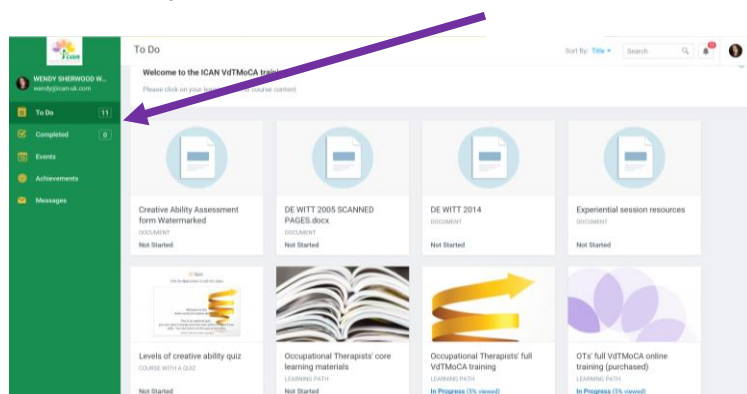 ican
To Do
Sort By: Title
Search
WENDY SHERWOOD W...
wendy@ican-uk.com
Welcome to the ICAN VdTMoCA
Please click on your
course content
To Do 11
Completed 0
Events
Achievements
Messages
Creative Ability Assessment
form Watermarked
DOCUMENT
Not Started
DE WITT 2005 SCANNED
PAGES.docx
DOCUMENT
Not Started
DE WITT 2014
DOCUMENT
Not Started
Experiential session resources
DOCUMENT
Not Started
Levels of creative ability quiz
COURSE WITH A QUIZ
Not Started
Occupational Therapists' core
learning materials
LEARNING PATH
Not Started
Occupational Therapists' full
VdTMoCA training
LEARNING PATH
In Progress (5% viewed)
OTs' full VdTMoCA online
training (purchased)
LEARNING PATH
In Progress (5% viewed)